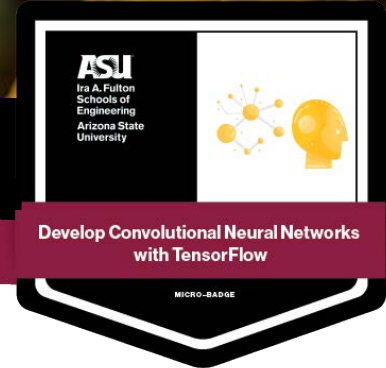 ASU
Ira A. Fulton
Schools of
Engineering
Arizona State
University
Develop Convolutional Neural Networks
with TensorFlow
MICRO-BADGE